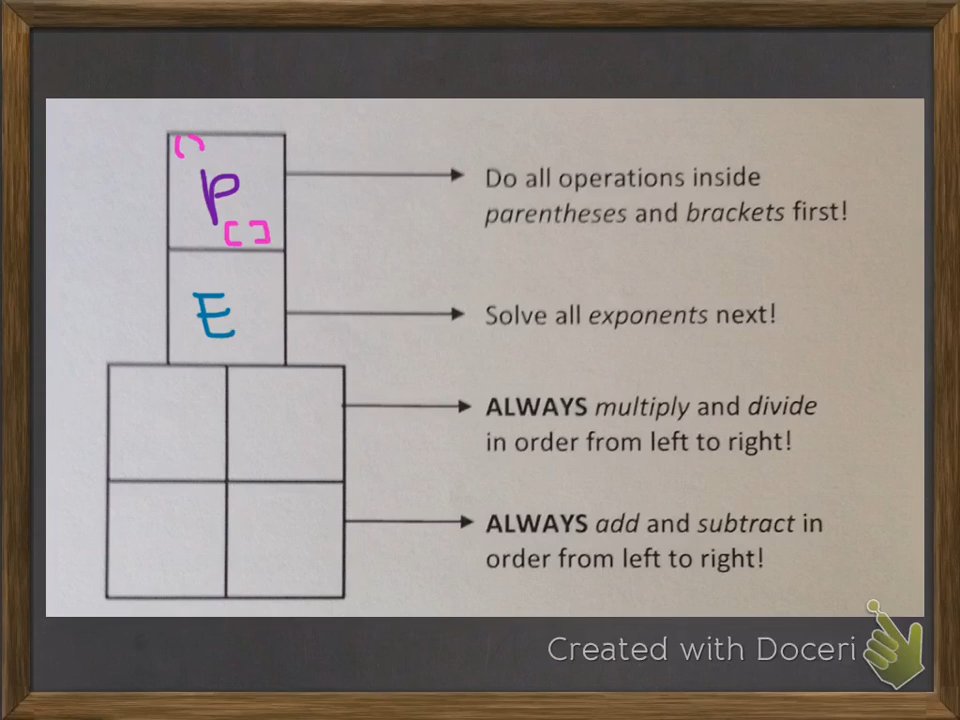 ()
P
[]
Do all operations inside
parentheses and brackets first!
E
Solve all exponents next!
ALWAYS multiply and divide
in order from left to right!
ALWAYS add and subtract in
order from left to right!
Created with Doceri